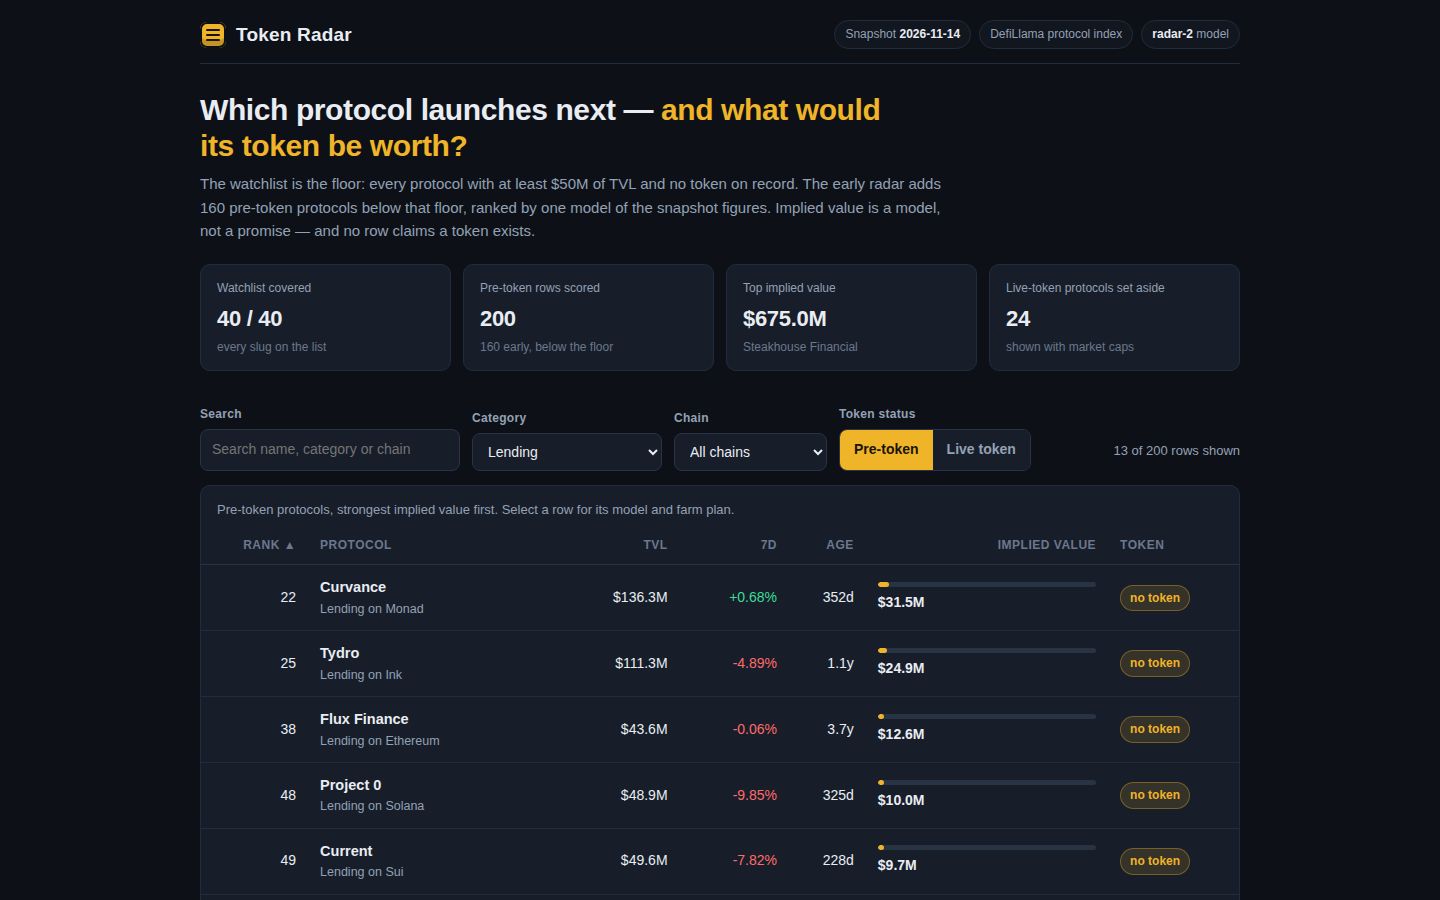 Token Radar
Snapshot 2026-11-14
DefiLlama protocol index
radar-2 model
Which protocol launches next — and what would
its token be worth?
The watchlist is the floor: every protocol with at least $50M of TVL and no token on record. The early radar adds
160 pre-token protocols below that floor, ranked by one model of the snapshot figures. Implied value is a model,
not a promise — and no row claims a token exists.
Watchlist covered
40 / 40
every slug on the list
Pre-token rows scored
200
160 early, below the floor
Top implied value
$675.0M
Steakhouse Financial
Live-token protocols set aside
24
shown with market caps
Search
Search name, category or chain
Category
Lending
Chain
All chains
Token status
Pre-token
Live token
13 of 200 rows shown
Pre-token protocols, strongest implied value first. Select a row for its model and farm plan.
RANK ▲ PROTOCOL TVL 7D AGE IMPLIED VALUE TOKEN
22 Curvance $136.3M +0.68% 352d $31.5M no token
Lending on Monad
25 Tydro $111.3M -4.89% 1.1y $24.9M no token
Lending on Ink
38 Flux Finance $43.6M -0.06% 3.7y $12.6M no token
Lending on Ethereum
48 Project 0 $48.9M -9.85% 325d $10.0M no token
Lending on Solana
49 Current $49.6M -7.82% 228d $9.7M no token
Lending on Sui